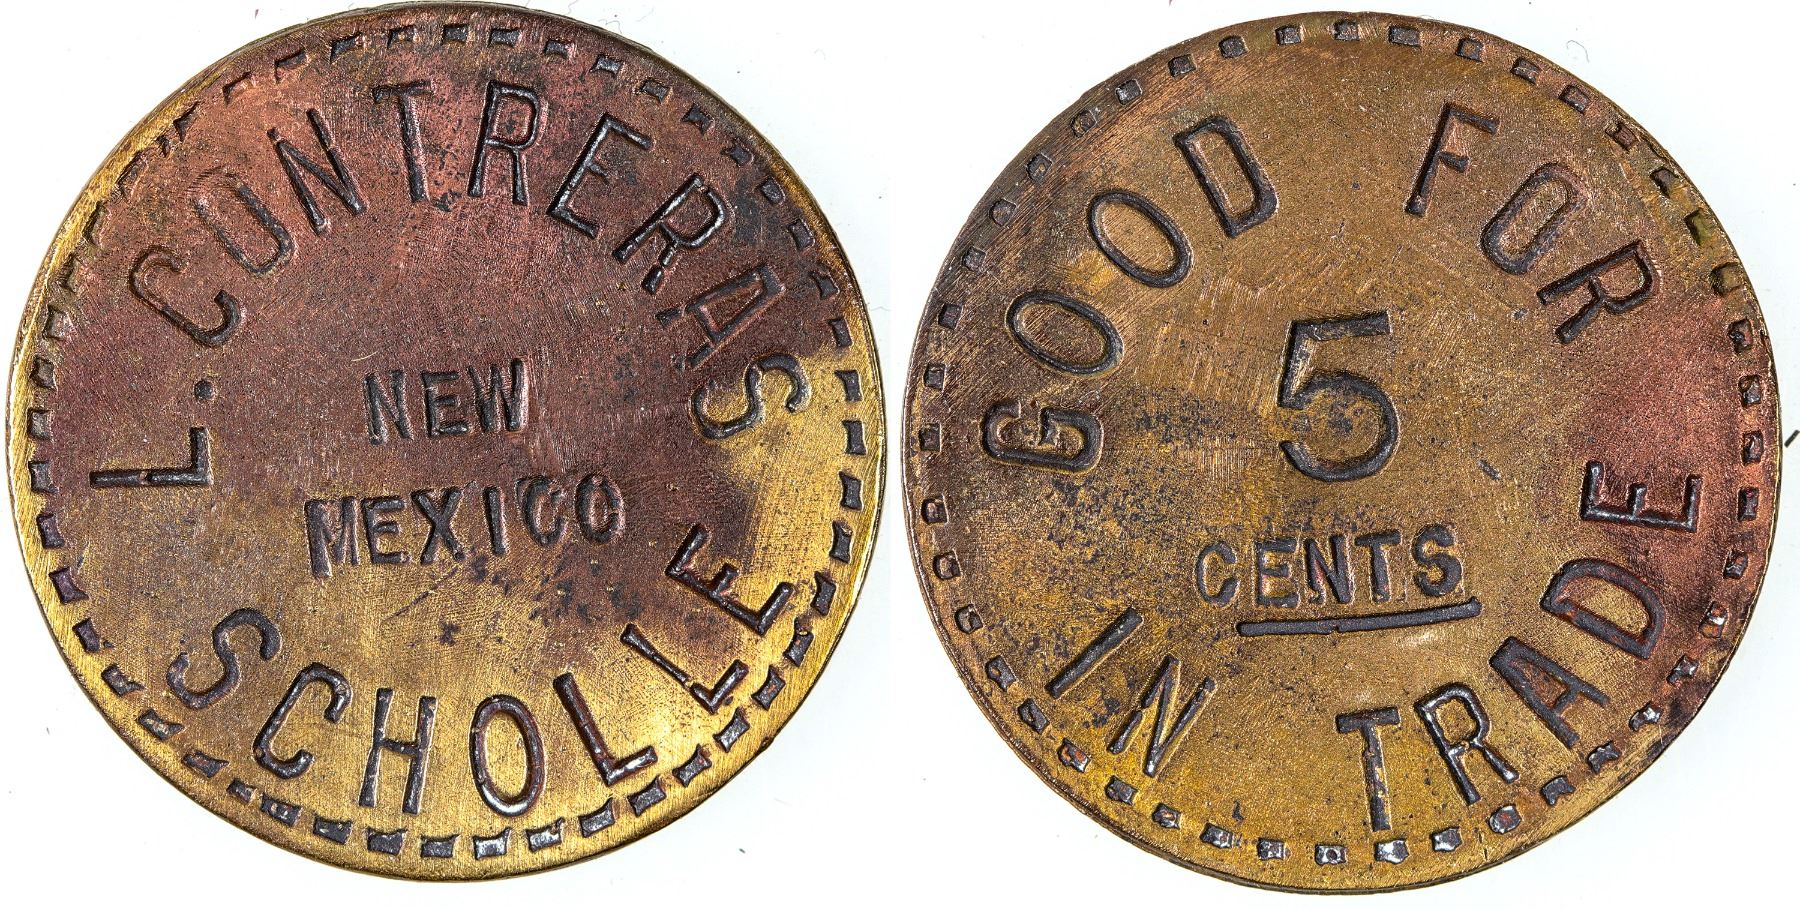 L. CONTRERAS
NEW
MEXICO
SCHOLLE
GOOD FOR
5
CENTS
IN TRADE